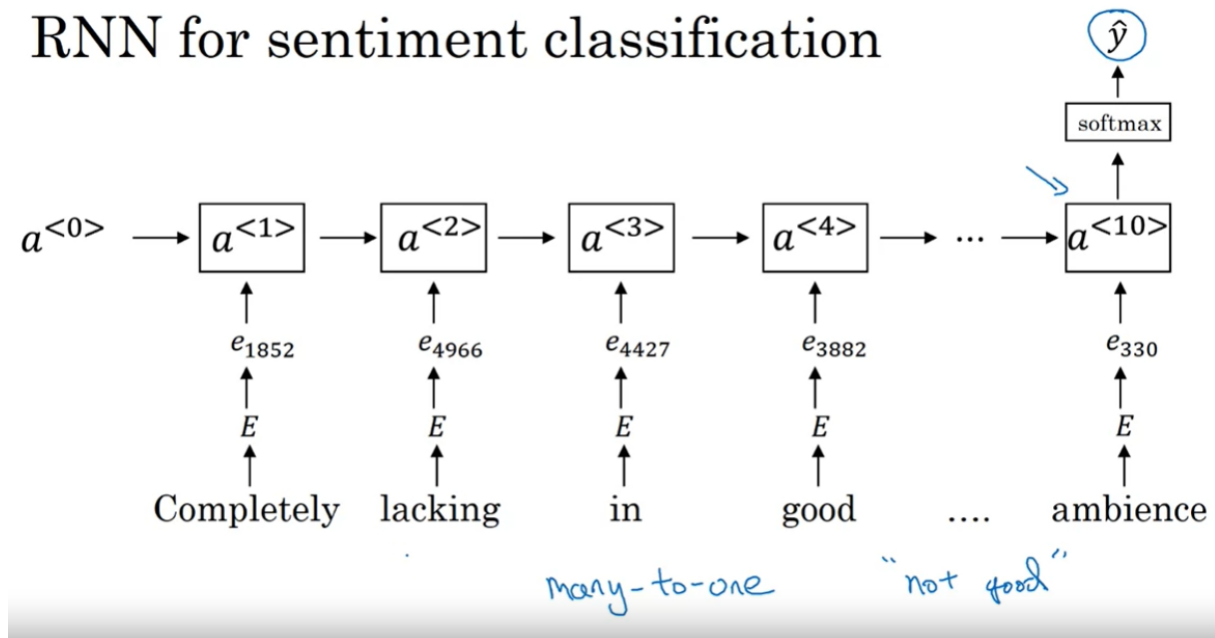 RNN for sentiment classification
ŷ
softmax
a<0> a<1> a<2> a<3> a<4> ... a<10>
e1852 e4966 e4427 e3882 e330
E E E E E
Completely lacking in good .... ambience
many-to-one "not good"